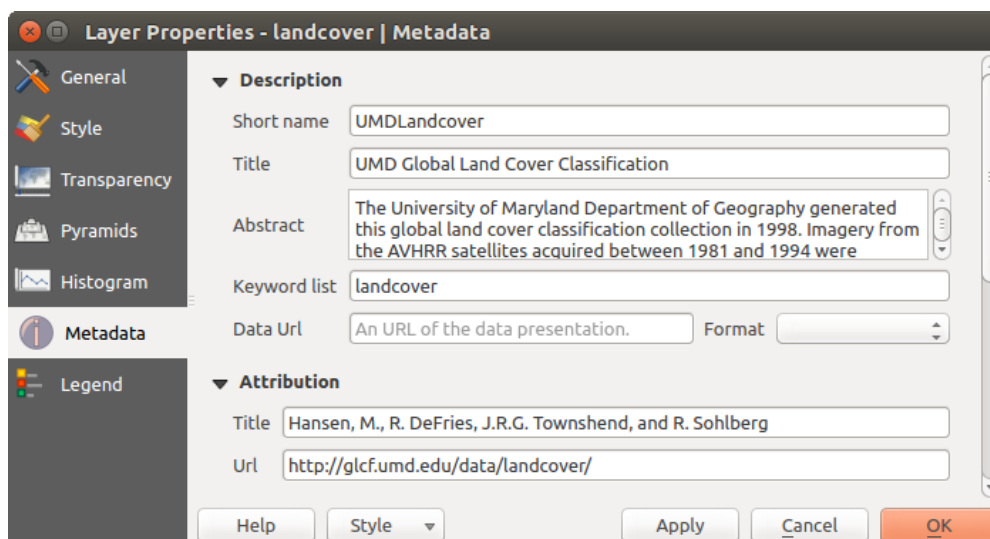 Layer Properties - landcover | Metadata
General
Style
Transparency
Pyramids
Histogram
Metadata
Legend
Description
Short name UMDLandcover
Title UMD Global Land Cover Classification
Abstract The University of Maryland Department of Geography generated
this global land cover classification collection in 1998. Imagery from
the AVHRR satellites acquired between 1981 and 1994 were
Keyword list landcover
Data Url An URL of the data presentation. Format
Attribution
Title Hansen, M., R. DeFries, J.R.G. Townshend, and R. Sohlberg
Url http://glcf.umd.edu/data/landcover/
Help Style Apply Cancel OK